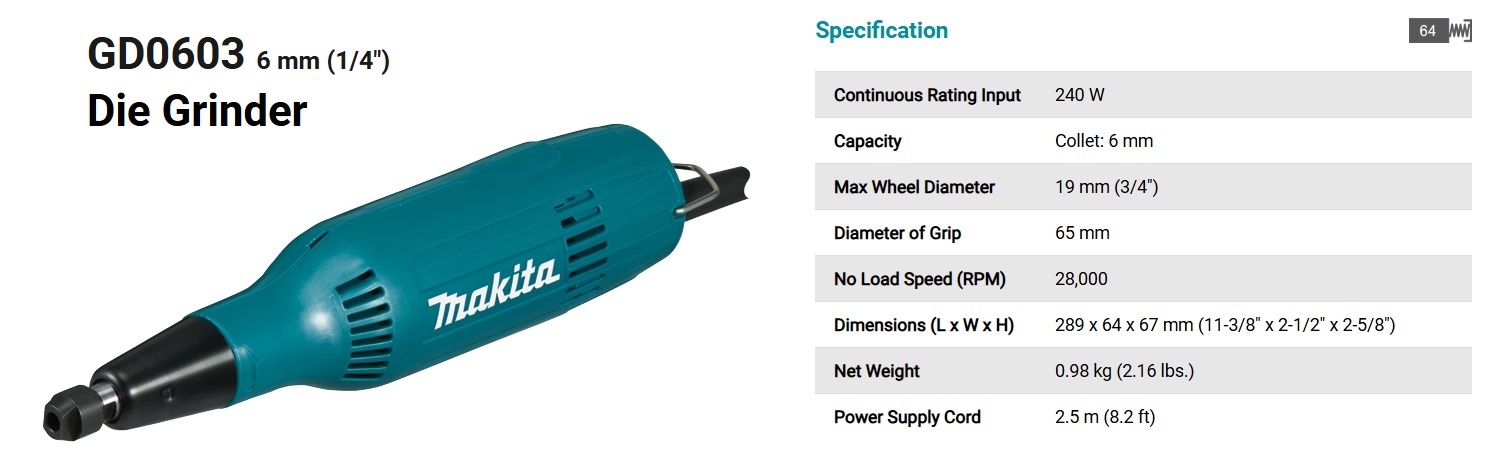 GD0603 6 mm (1/4")
Die Grinder
makita
Specification
64
Continuous Rating Input 240 W
Capacity Collet: 6 mm
Max Wheel Diameter 19 mm (3/4")
Diameter of Grip 65 mm
No Load Speed (RPM) 28,000
Dimensions (L x W x H) 289 x 64 x 67 mm (11-3/8" x 2-1/2" x 2-5/8")
Net Weight 0.98 kg (2.16 lbs.)
Power Supply Cord 2.5 m (8.2 ft)